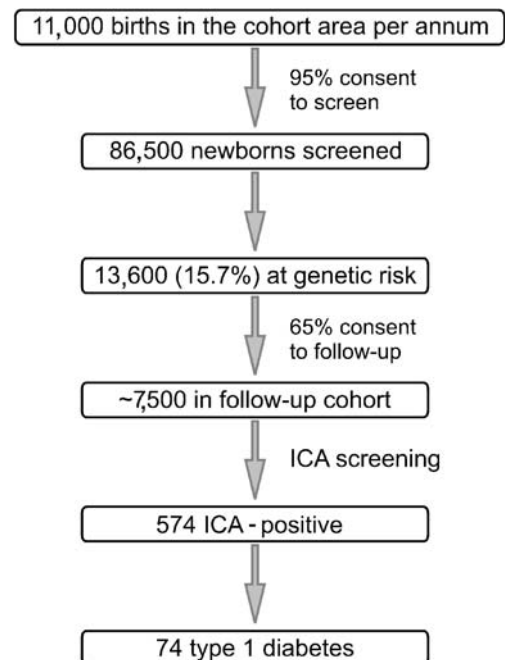 11,000 births in the cohort area per annum
95% consent
to screen
86,500 newborns screened
13,600 (15.7%) at genetic risk
65% consent
to follow-up
~7,500 in follow-up cohort
ICA screening
574 ICA-positive
74 type 1 diabetes